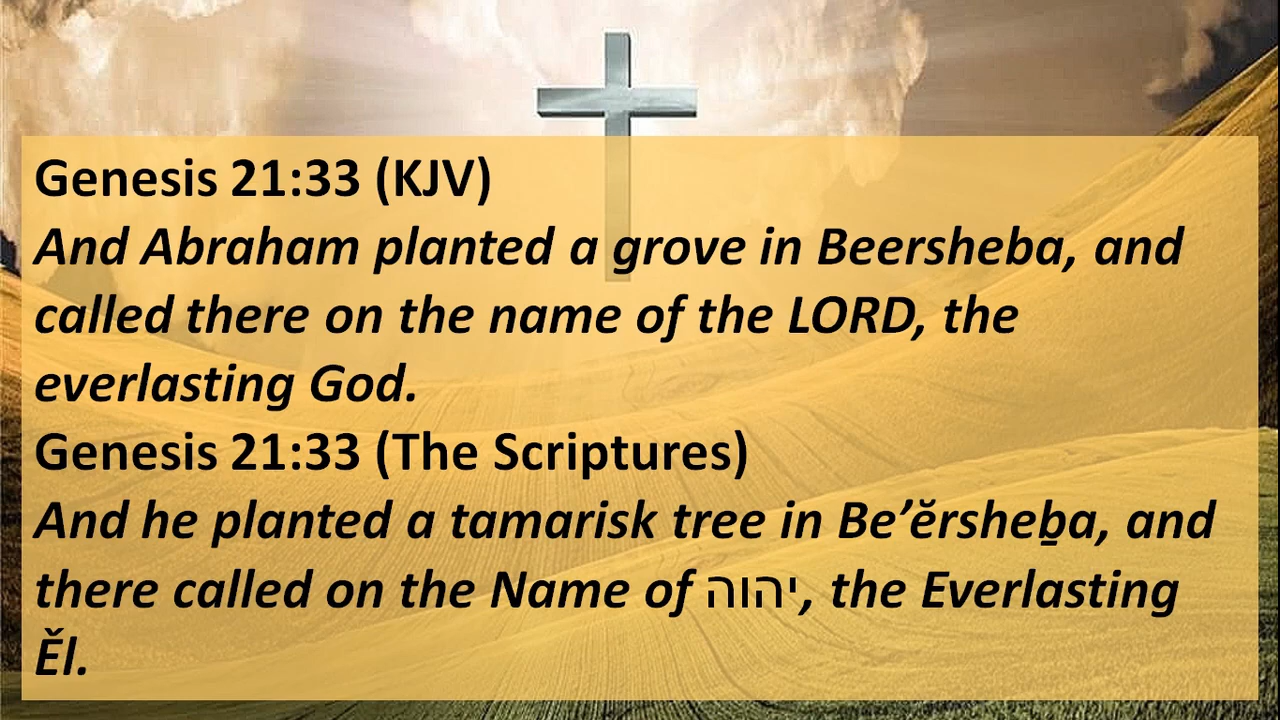 Genesis 21:33 (KJV)
And Abraham planted a grove in Beersheba, and
called there on the name of the LORD, the
everlasting God.
Genesis 21:33 (The Scriptures)
And he planted a tamarisk tree in Be’ĕrsheḇa, and
there called on the Name of יהוה, the Everlasting
Ěl.